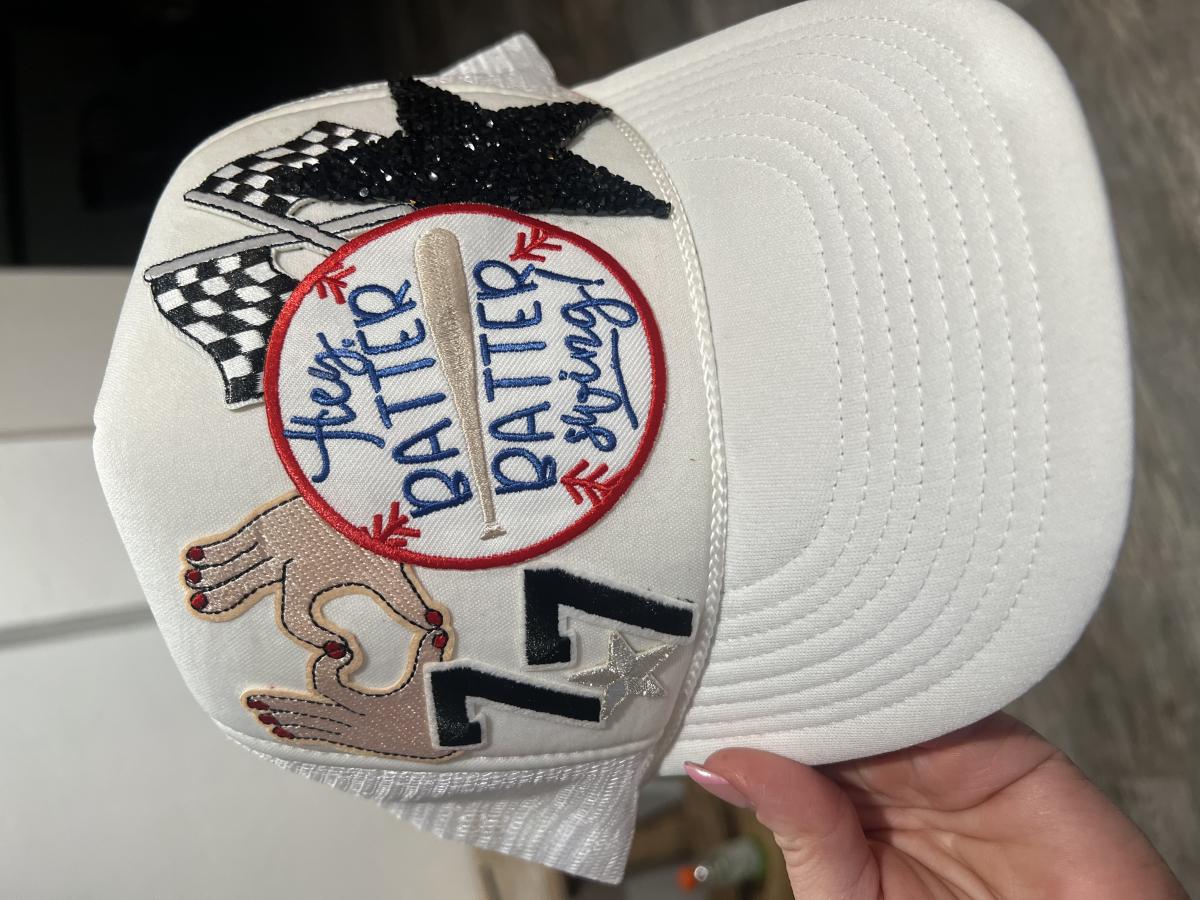 Hey,
BATTER
BATTER
swing!
77